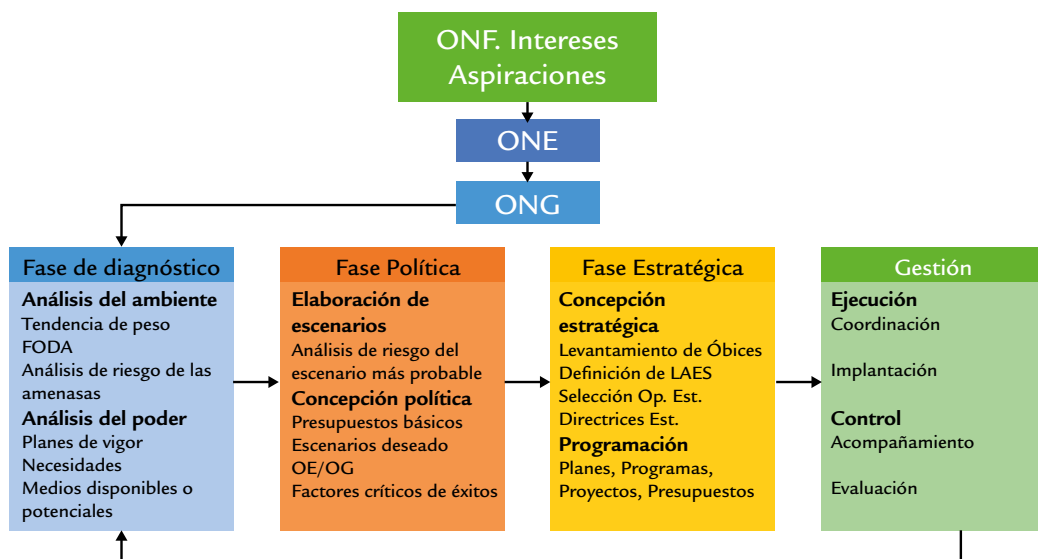 ONF. Intereses
Aspiraciones
ONE
ONG
Fase de diagnóstico
Análisis del ambiente
Tendencia de peso
FODA
Análisis de riesgo de las
amenasas
Análisis del poder
Planes de vigor
Necesidades
Medios disponibles o
potenciales
Fase Política
Elaboración de
escenarios
Análisis de riesgo del
escenario más probable
Concepción política
Presupuestos básicos
Escenarios deseado
OE/OG
Factores críticos de éxitos
Fase Estratégica
Concepción
estratégica
Levantamiento de Óbices
Definición de LAES
Selección Op. Est.
Directrices Est.
Programación
Planes, Programas,
Proyectos, Presupuestos
Gestión
Ejecución
Coordinación
Implantación
Control
Acompañamiento
Evaluación